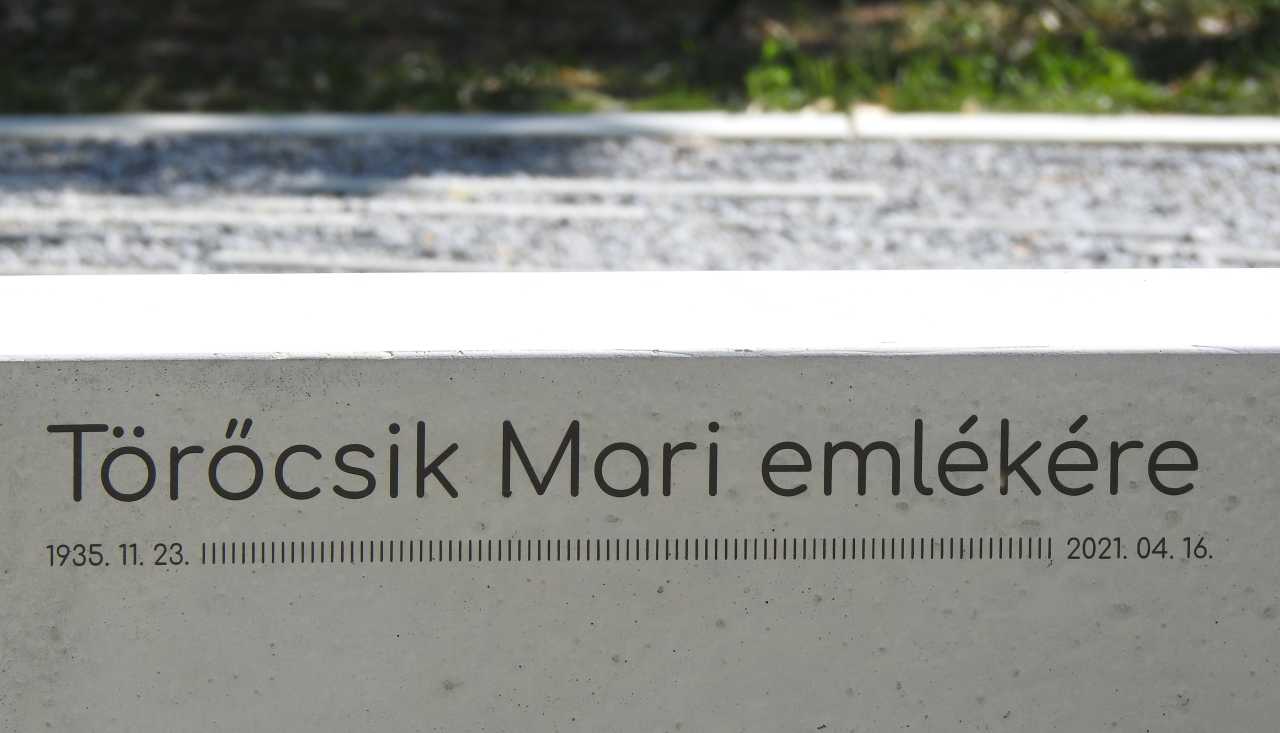 Törőcsik Mari emlékére
1935. 11. 23. 2021. 04. 16.